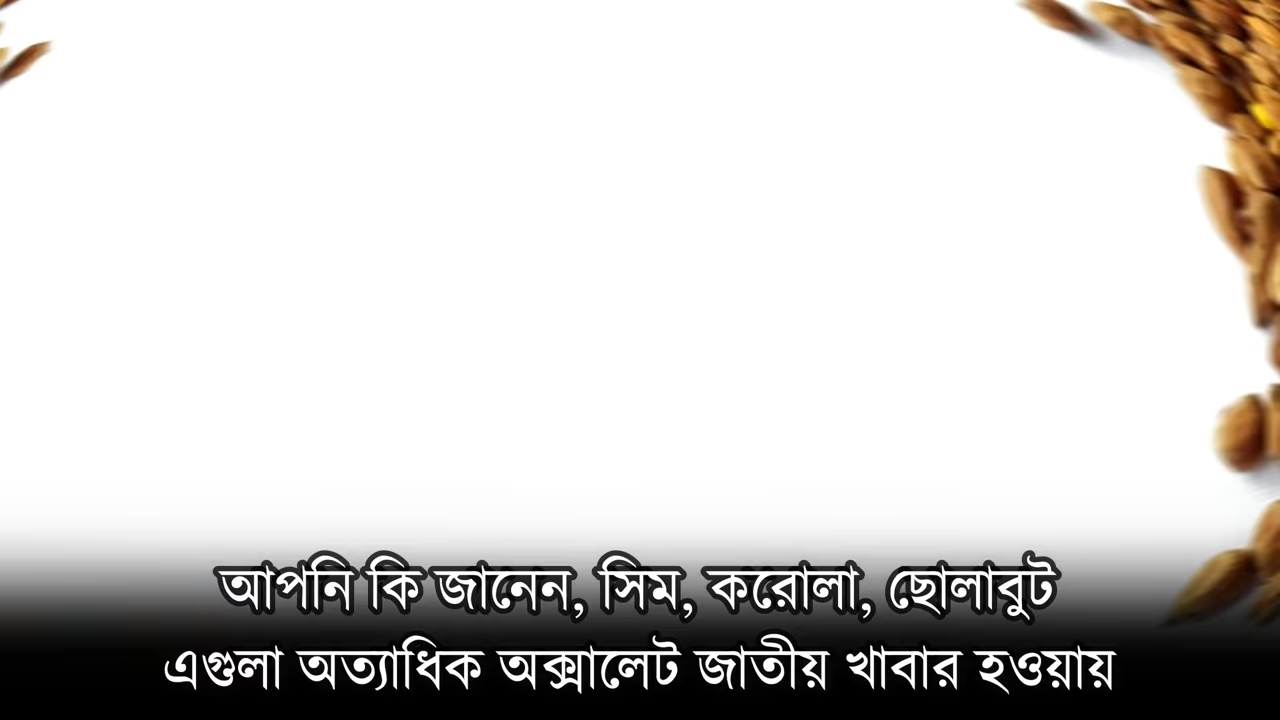 আপনি কি জানেন, সিম, করোলা, ছোলাবুট
এগুলা অত্যাধিক অক্সালেট জাতীয় খাবার হওয়ায়